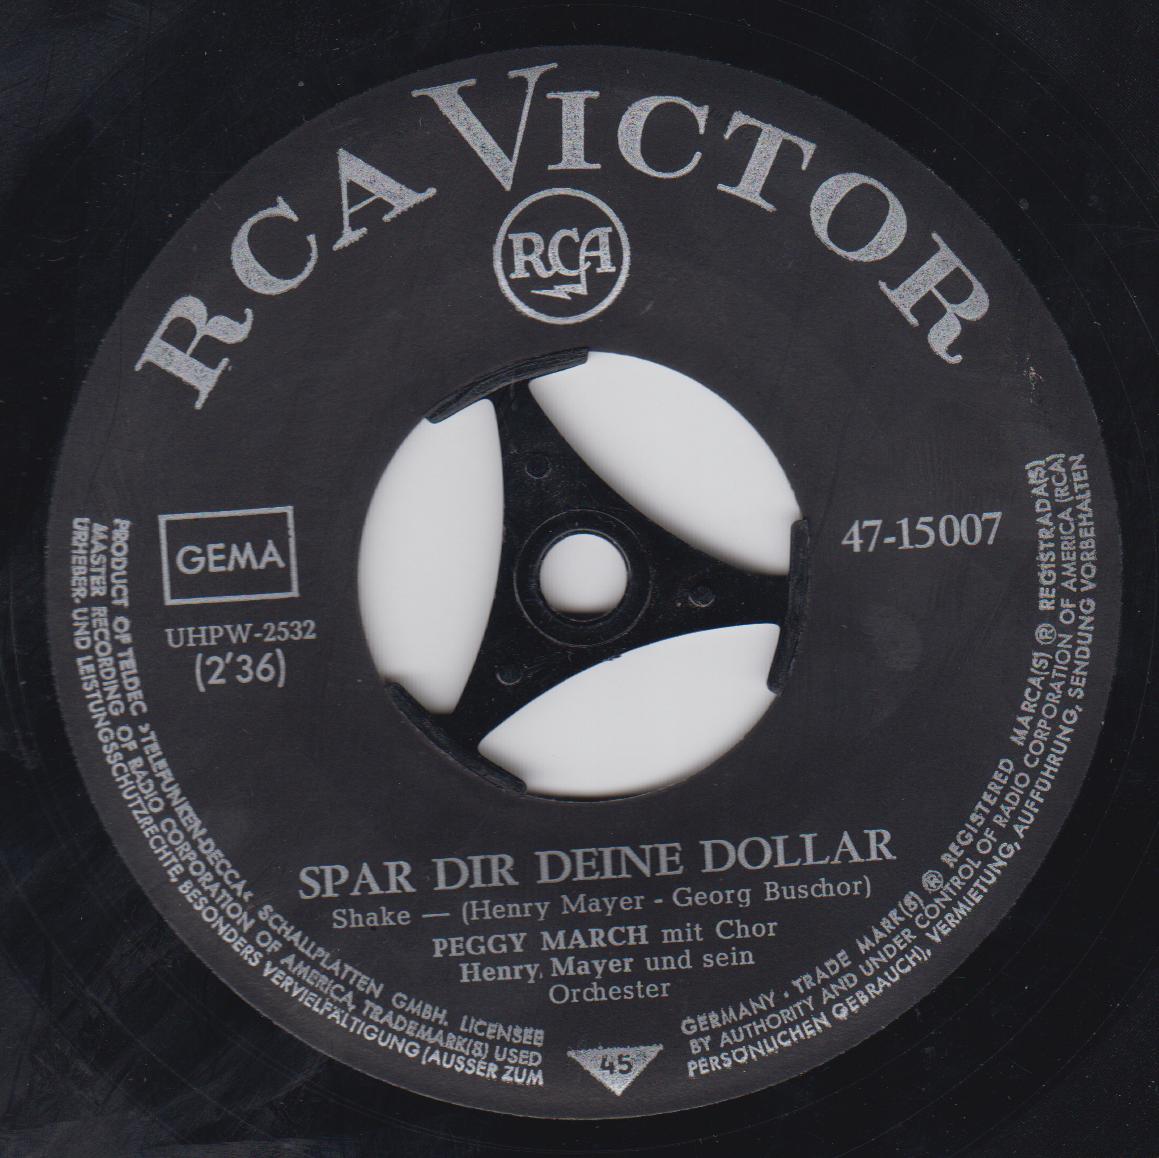 RCA VICTOR
RCA
GEMA
47-15007
UHPW-2532
(2'36)
SPAR DIR DEINE DOLLAR
Shake — (Henry Mayer - Georg Buschor)
PEGGY MARCH mit Chor
Henry Mayer und sein
Orchester
45
PRODUCT OF TELDEC »TELEFUNKEN-DECCA« SCHALLPLATTEN GMBH. LICENSEE
MASTER RECORDING OF RADIO CORPORATION OF AMERICA, TRADEMARK(S) USED
URHEBER- UND LEISTUNGSSCHUTZRECHTE, BESONDERS VERVIELFÄLTIGUNG (AUSSER ZUM
GERMANY · TRADE MARK(S) ® REGISTERED MARCA(S) ® REGISTRADA(S)
BY AUTHORITY AND UNDER CONTROL OF RADIO CORPORATION OF AMERICA (RCA)
PERSÖNLICHEN GEBRAUCH), VERMIETUNG, AUFFÜHRUNG, SENDUNG VORBEHALTEN